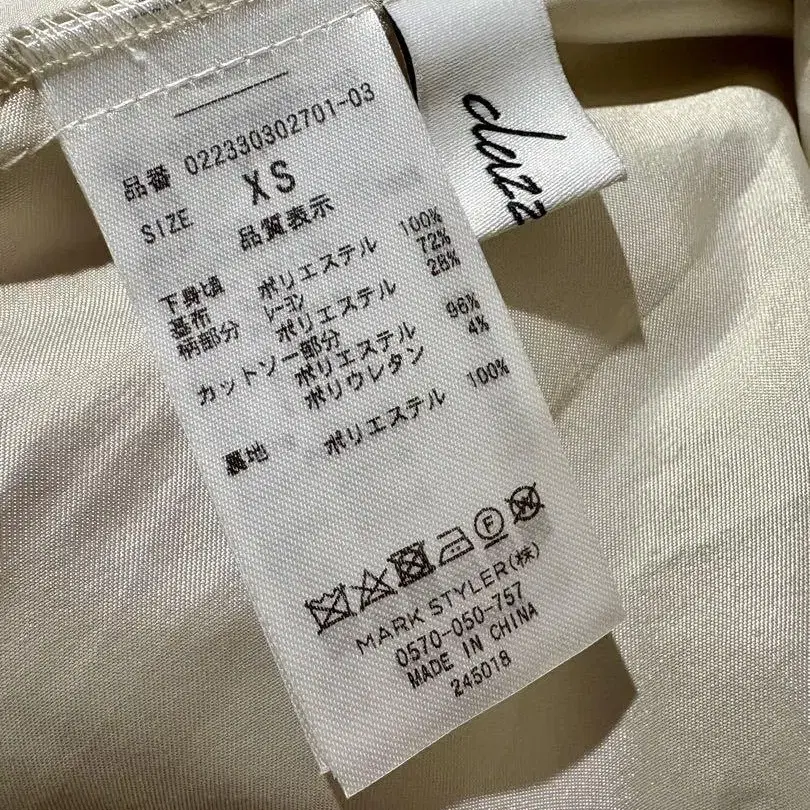 品番 022330302701-03
SIZE XS
品質表示
下身頃 ポリエステル 100%
基布 レーヨン 72%
柄部分 ポリエステル 28%
カットソー部分
ポリエステル 96%
ポリウレタン 4%
裏地 ポリエステル 100%
F W
MARK STYLER(株)
0570-050-757
MADE IN CHINA
245018
dazz